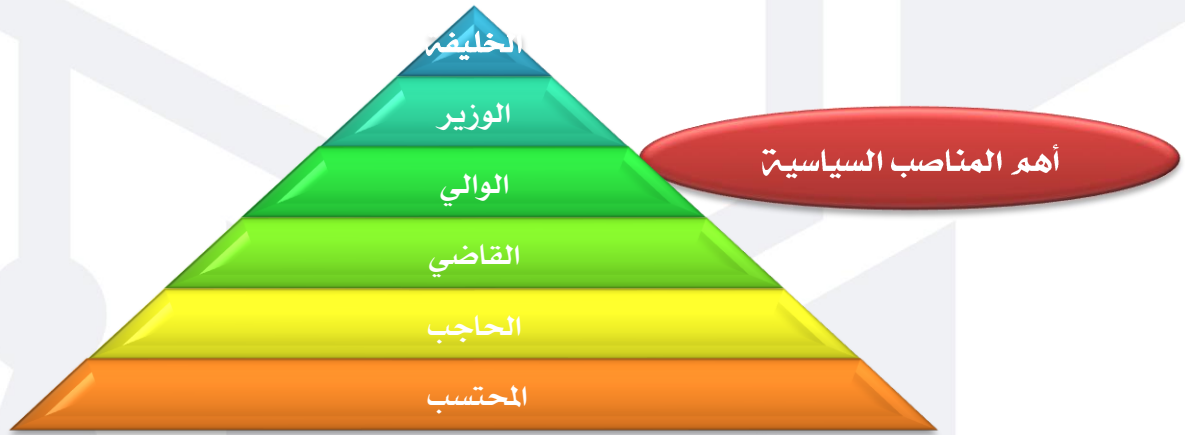 الخليفة
الوزير
أهم المناصب السياسية
الوالي
القاضي
الحاجب
المحتسب